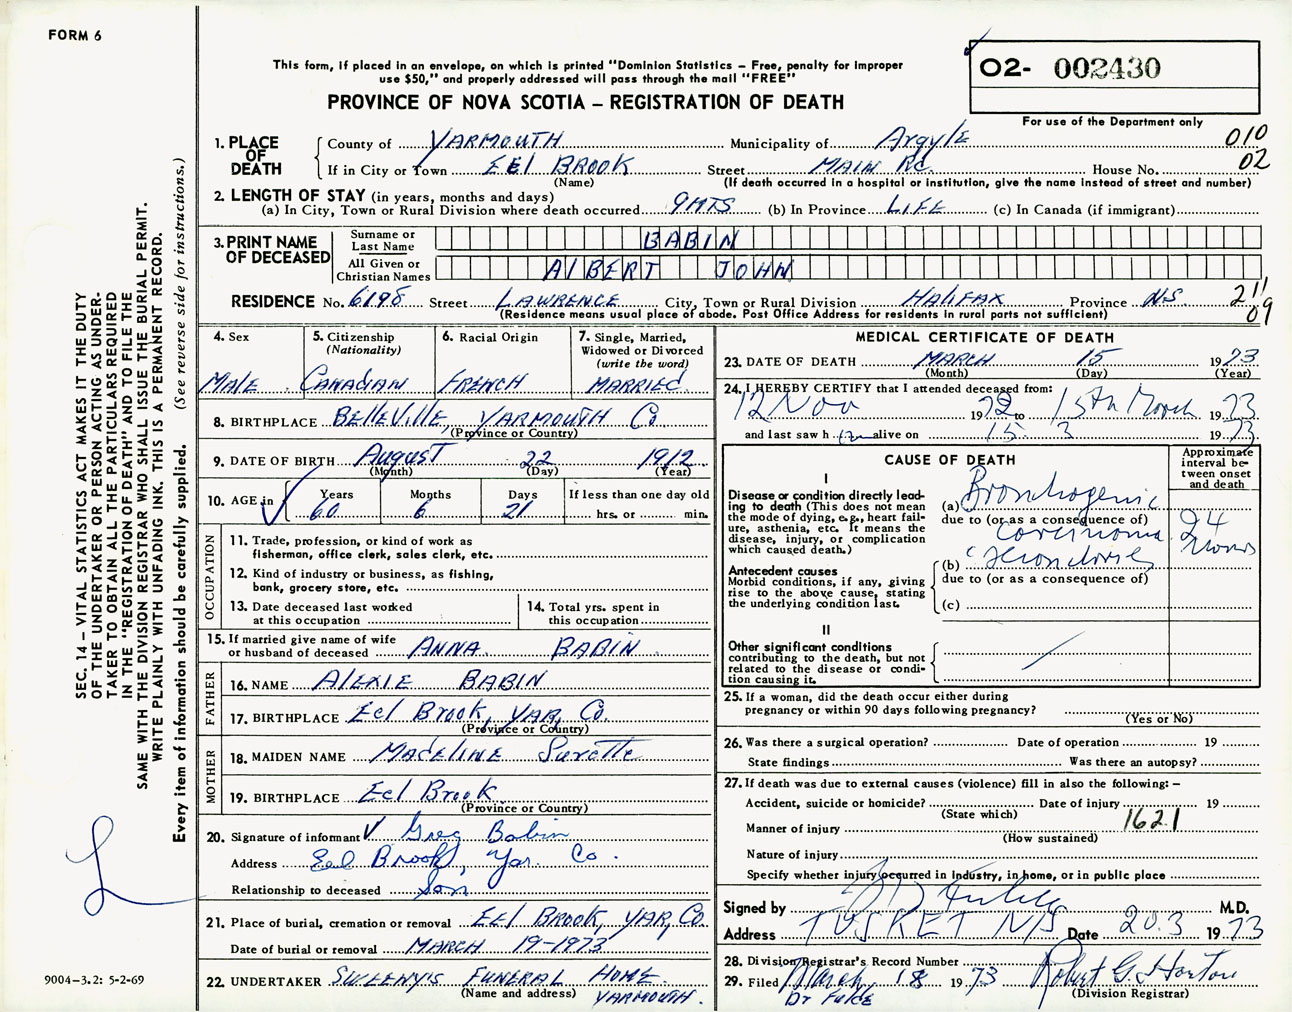 FORM 6
This form, if placed in an envelope, on which is printed "Dominion Statistics – Free, penalty for improper
use $50," and properly addressed will pass through the mail "FREE"
PROVINCE OF NOVA SCOTIA – REGISTRATION OF DEATH
O2- 002430
For use of the Department only
SEC. 14 – VITAL STATISTICS ACT MAKES IT THE DUTY
OF THE UNDERTAKER OR PERSON ACTING AS UNDER-
TAKER TO OBTAIN ALL THE PARTICULARS REQUIRED
IN THE "REGISTRATION OF DEATH" AND TO FILE THE
SAME WITH THE DIVISION REGISTRAR WHO SHALL ISSUE THE BURIAL PERMIT.
WRITE PLAINLY WITH UNFADING INK. THIS IS A PERMANENT RECORD.
Every item of information should be carefully supplied. (See reverse side for instructions.)
1. PLACE OF DEATH
County of YARMOUTH Municipality of Argyle 010
If in City or Town EEl BROOK Street MAIN RD. House No. 02
(Name) (If death occurred in a hospital or institution, give the name instead of street and number)
2. LENGTH OF STAY (in years, months and days)
(a) In City, Town or Rural Division where death occurred 9MTS (b) In Province LIFE (c) In Canada (if immigrant)
3. PRINT NAME OF DECEASED
Surname or Last Name BABIN
All Given or Christian Names AlBERT JOHN
RESIDENCE No. 6198 Street LAWRENCE City, Town or Rural Division HALIFAX Province N.S. 211
(Residence means usual place of abode. Post Office Address for residents in rural parts not sufficient) 09
4. Sex
MALE
5. Citizenship (Nationality)
CANADIAN
6. Racial Origin
FRENCH
7. Single, Married, Widowed or Divorced (write the word)
MARRIED.
8. BIRTHPLACE BElleVille, YARMOUTH Co
(Province or Country)
9. DATE OF BIRTH August 22 1912
(Month) (Day) (Year)
10. AGE in Years Months Days If less than one day old
60 6 21 hrs. or min.
OCCUPATION
11. Trade, profession, or kind of work as
fisherman, office clerk, sales clerk, etc.
12. Kind of industry or business, as fishing,
bank, grocery store, etc.
13. Date deceased last worked
at this occupation
14. Total yrs. spent in
this occupation
15. If married give name of wife
or husband of deceased ANNA BABIN
FATHER
16. NAME AlExIE BABIN
17. BIRTHPLACE Eel Brook, YAR. Co.
(Province or Country)
MOTHER
18. MAIDEN NAME MADELINE Surette
19. BIRTHPLACE Eel Brook
(Province or Country)
20. Signature of informant Greg Babin
Address Eel Brook, Yar. Co.
Relationship to deceased Son
21. Place of burial, cremation or removal EEl BROOK, YAR, Co.
Date of burial or removal MARCH 19-1973
22. UNDERTAKER SWEENY'S FUNERAL HOME
(Name and address) YARMOUTH.
MEDICAL CERTIFICATE OF DEATH
23. DATE OF DEATH MARCH 15 1973
(Month) (Day) (Year)
24. I HEREBY CERTIFY that I attended deceased from:
12 Nov 1972 to 15th March 1973
and last saw h im alive on 15 3 1973
CAUSE OF DEATH
Approximate interval between onset and death
I
Disease or condition directly lead-
ing to death (This does not mean
the mode of dying, e.g., heart fail-
ure, asthenia, etc. It means the
disease, injury, or complication
which caused death.)
(a) Bronchogenic
due to (or as a consequence of)
Carcinoma 24
(b)
due to (or as a consequence of)
(c)
Antecedent causes
Morbid conditions, if any, giving
rise to the above cause, stating
the underlying condition last.
II
Other significant conditions
contributing to the death, but not
related to the disease or condi-
tion causing it.
25. If a woman, did the death occur either during
pregnancy or within 90 days following pregnancy?
(Yes or No)
26. Was there a surgical operation? Date of operation 19
State findings Was there an autopsy?
27. If death was due to external causes (violence) fill in also the following: –
Accident, suicide or homicide? Date of injury 19
(State which)
Manner of injury 1621
(How sustained)
Nature of injury
Specify whether injury occurred in industry, in home, or in public place
Signed by M.D.
Address TUSKET N/S Date 20.3 1973
28. Division Registrar's Record Number
29. Filed March 18 1973 Robert G. Horton
(Division Registrar)
9004–3.2: 5-2-69